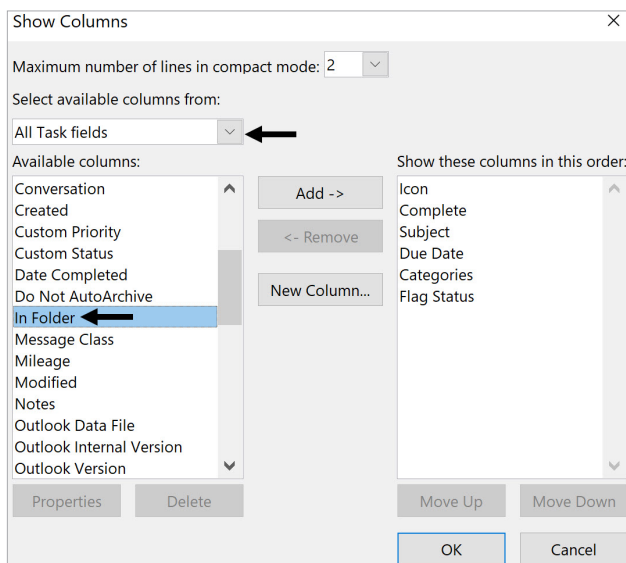 Show Columns
Maximum number of lines in compact mode: 2
Select available columns from:
All Task fields
Available columns:
Conversation
Created
Custom Priority
Custom Status
Date Completed
Do Not AutoArchive
In Folder
Message Class
Mileage
Modified
Notes
Outlook Data File
Outlook Internal Version
Outlook Version
Properties
Delete
Add ->
<- Remove
New Column...
Show these columns in this order:
Icon
Complete
Subject
Due Date
Categories
Flag Status
Move Up
Move Down
OK
Cancel